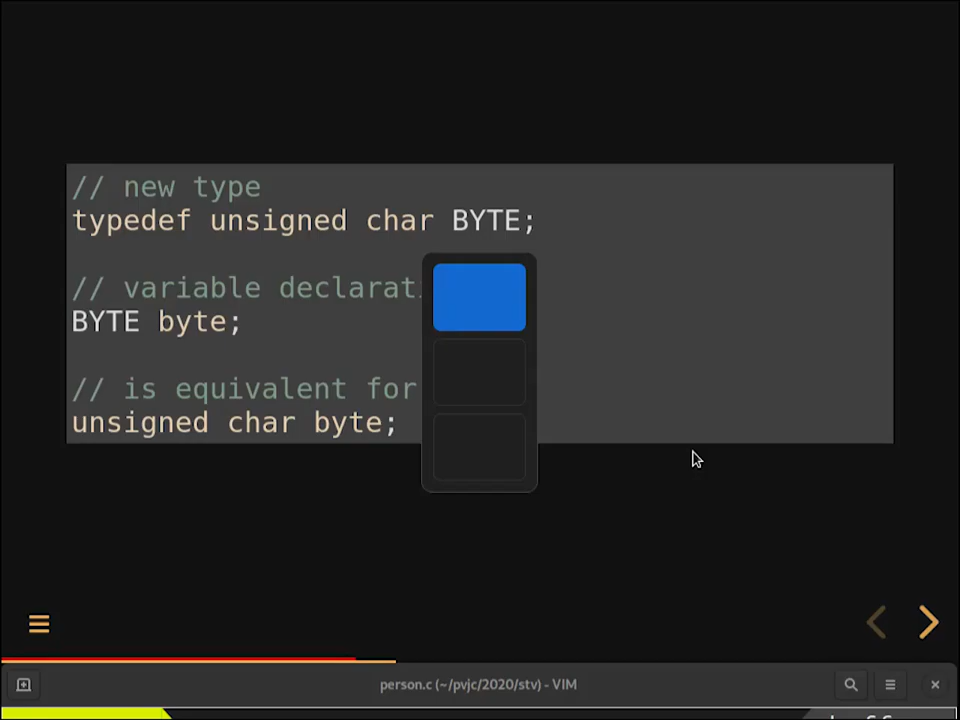 // new type
typedef unsigned char BYTE;
// variable
BYTE byte;
// is equivalent for
unsigned char byte;
person.c (~/pvjc/2020/stv) - VIM